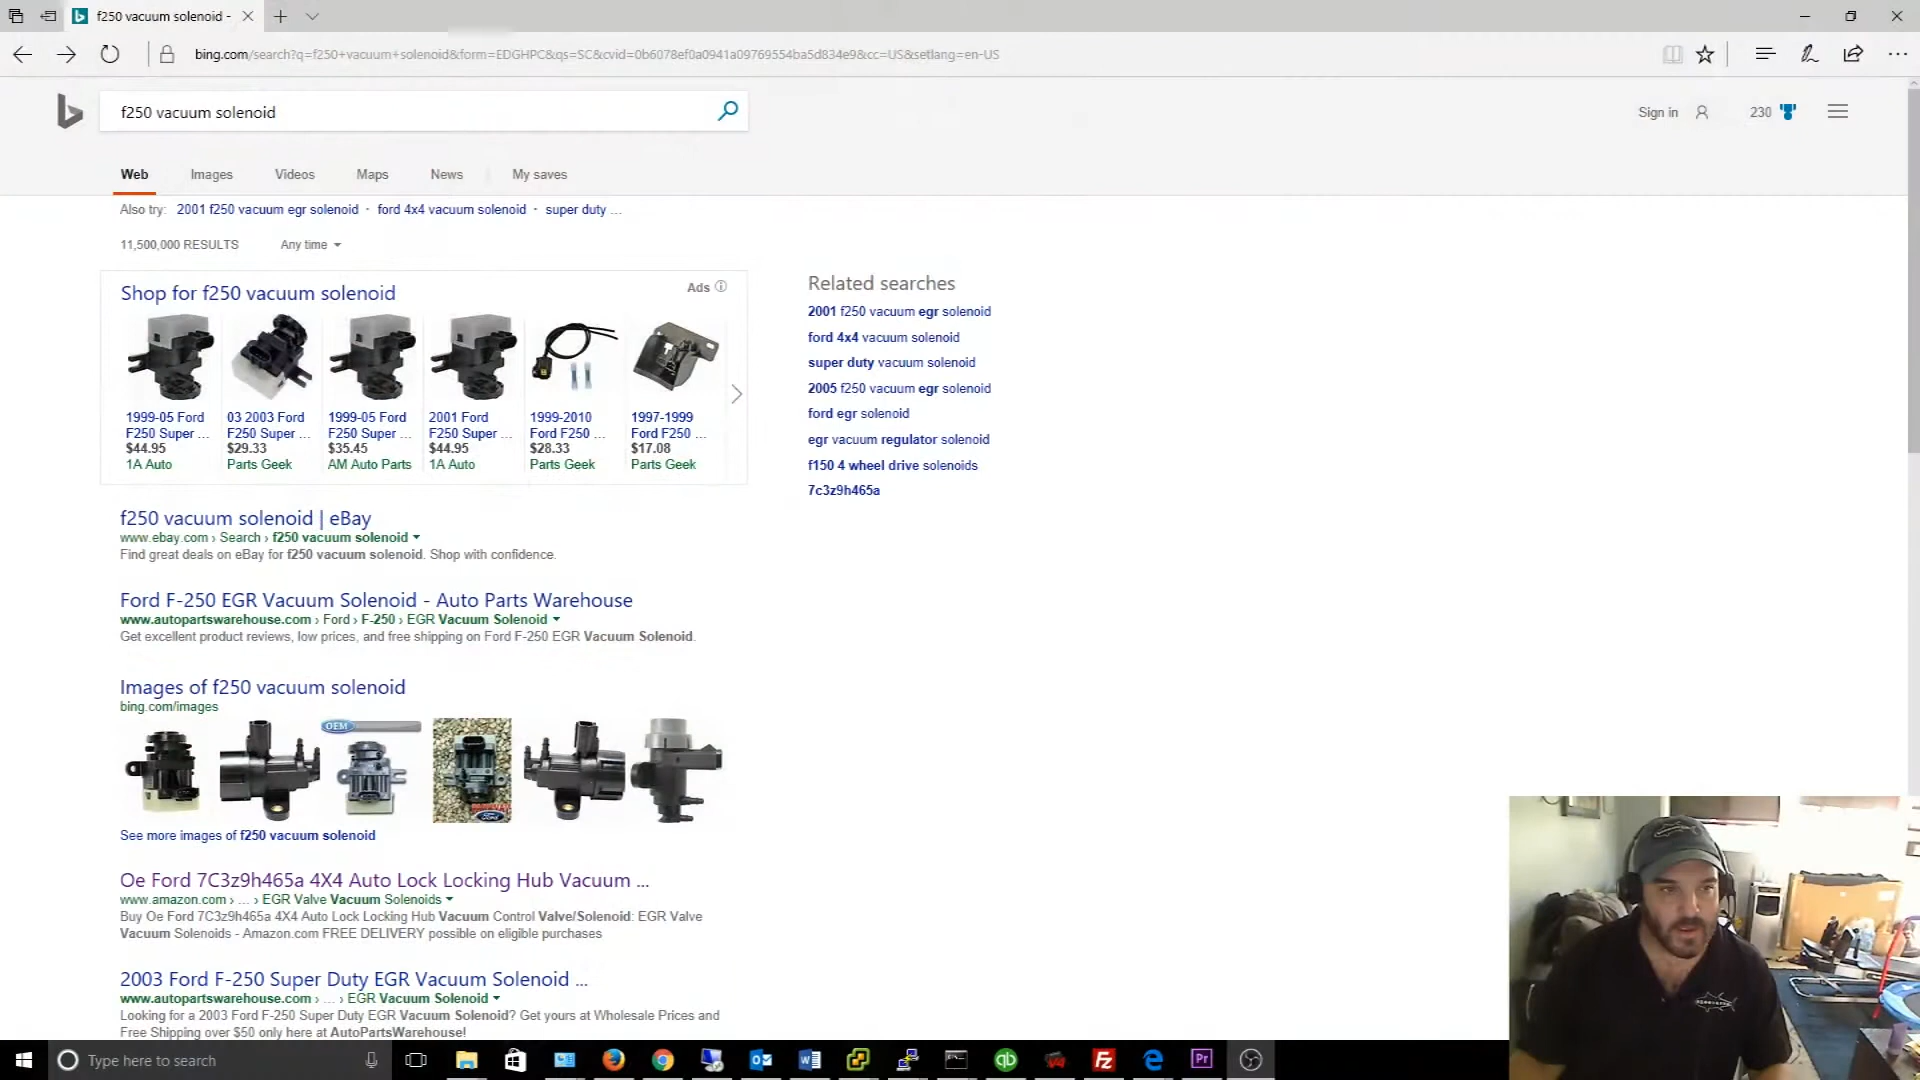 f250 vacuum solenoid -
bing.com/search?q=f250+vacuum+solenoid&form=EDGHPC&qs=SC&cvid=0b6078ef0a0941a09769554ba5d834e9&cc=US&setlang=en-US
f250 vacuum solenoid
Sign in
230
Web Images Videos Maps News My saves
Also try: 2001 f250 vacuum egr solenoid · ford 4x4 vacuum solenoid · super duty ...
11,500,000 RESULTS Any time
Shop for f250 vacuum solenoid
Ads
1999-05 Ford F250 Super ...
$44.95
1A Auto
03 2003 Ford F250 Super ...
$29.33
Parts Geek
1999-05 Ford F250 Super ...
$35.45
AM Auto Parts
2001 Ford F250 Super ...
$44.95
1A Auto
1999-2010 Ford F250 ...
$28.33
Parts Geek
1997-1999 Ford F250 ...
$17.08
Parts Geek
f250 vacuum solenoid | eBay
www.ebay.com › Search › f250 vacuum solenoid
Find great deals on eBay for f250 vacuum solenoid. Shop with confidence.
Ford F-250 EGR Vacuum Solenoid - Auto Parts Warehouse
www.autopartswarehouse.com › Ford › F-250 › EGR Vacuum Solenoid
Get excellent product reviews, low prices, and free shipping on Ford F-250 EGR Vacuum Solenoid.
Images of f250 vacuum solenoid
bing.com/images
OEM
Ford
See more images of f250 vacuum solenoid
Oe Ford 7C3z9h465a 4X4 Auto Lock Locking Hub Vacuum ...
www.amazon.com › ... › EGR Valve Vacuum Solenoids
Buy Oe Ford 7C3z9h465a 4X4 Auto Lock Locking Hub Vacuum Control Valve/Solenoid: EGR Valve
Vacuum Solenoids - Amazon.com FREE DELIVERY possible on eligible purchases
2003 Ford F-250 Super Duty EGR Vacuum Solenoid ...
www.autopartswarehouse.com › ... › EGR Vacuum Solenoid
Looking for a 2003 Ford F-250 Super Duty EGR Vacuum Solenoid? Get yours at Wholesale Prices and
Free Shipping over $50 only here at AutoPartsWarehouse!
Related searches
2001 f250 vacuum egr solenoid
ford 4x4 vacuum solenoid
super duty vacuum solenoid
2005 f250 vacuum egr solenoid
ford egr solenoid
egr vacuum regulator solenoid
f150 4 wheel drive solenoids
7c3z9h465a
Type here to search
qb
Fz
Pr